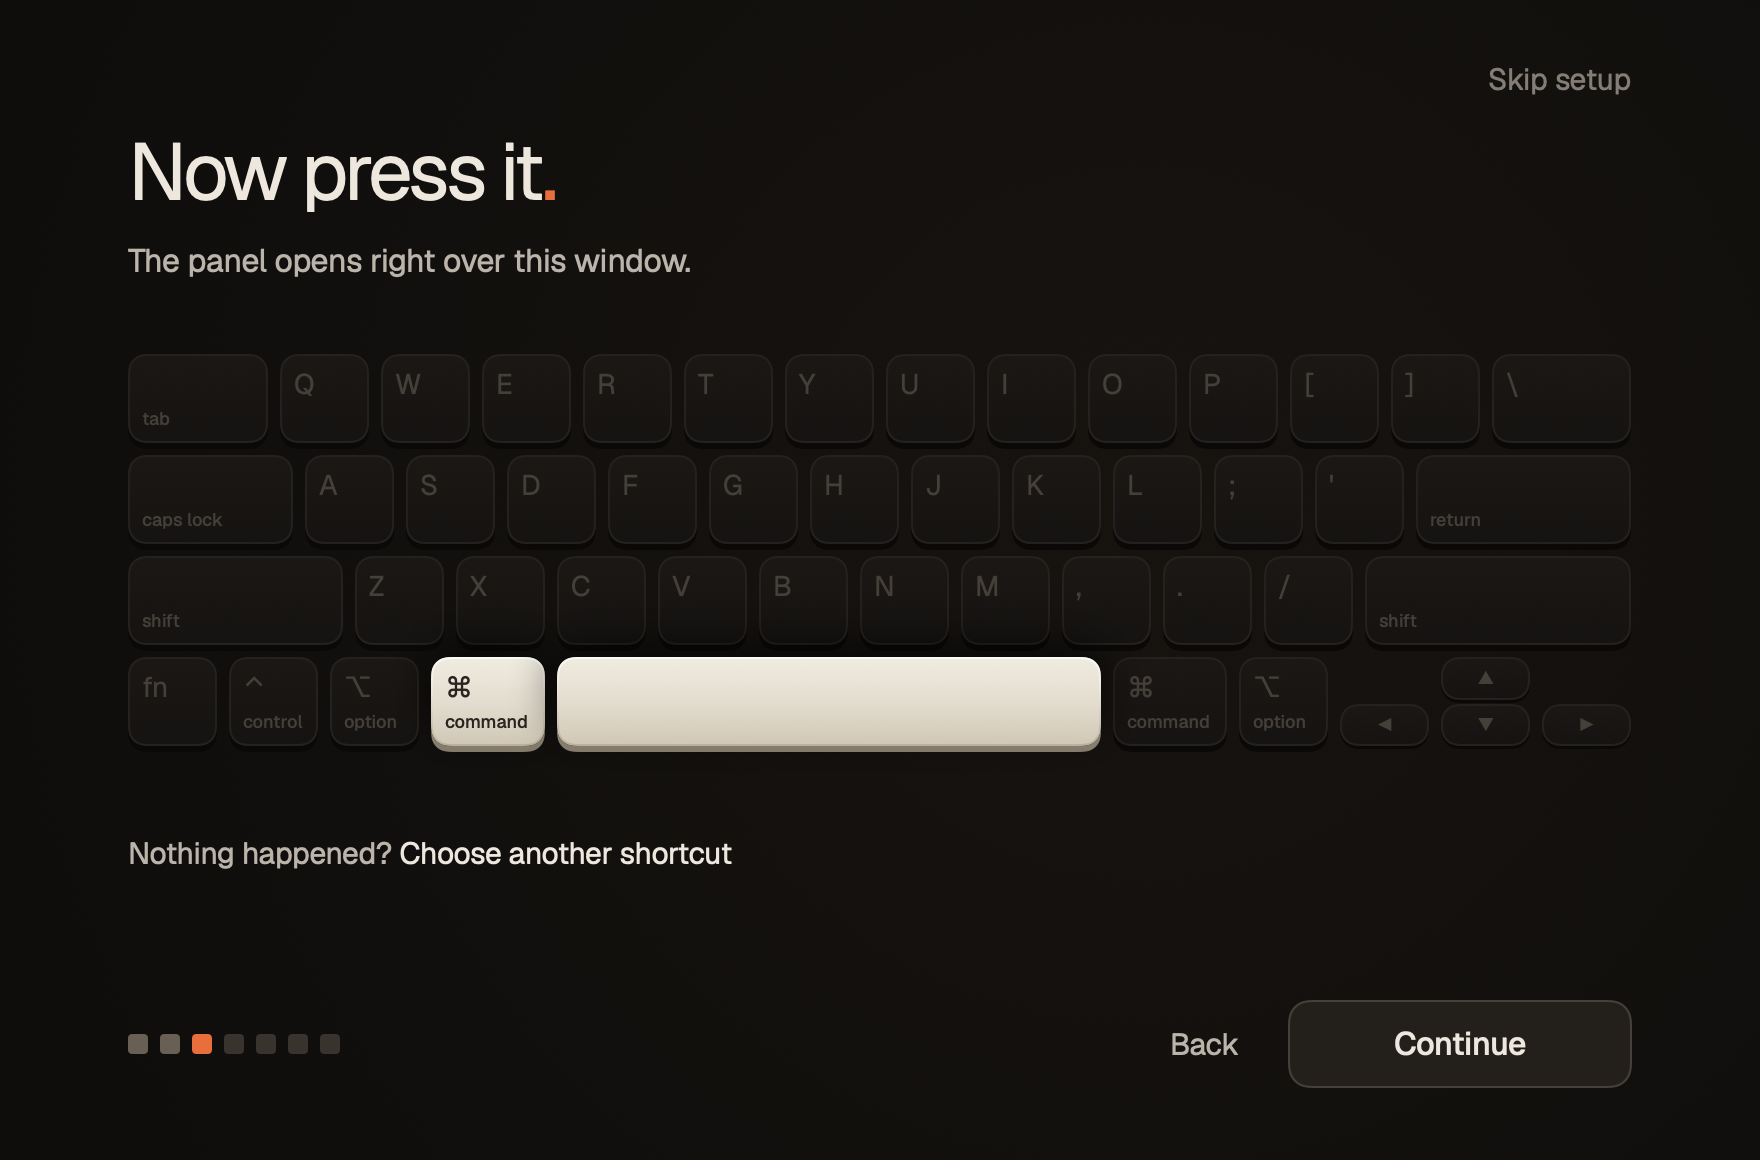 Skip setup
Now press it.
The panel opens right over this window.
tab Q W E R T Y U I O P [ ] \
caps lock A S D F G H J K L ; ' return
shift Z X C V B N M , . / shift
fn ^ control ⌥ option ⌘ command ⌘ command ⌥ option ▲ ◀ ▼ ▶
Nothing happened? Choose another shortcut
Back Continue